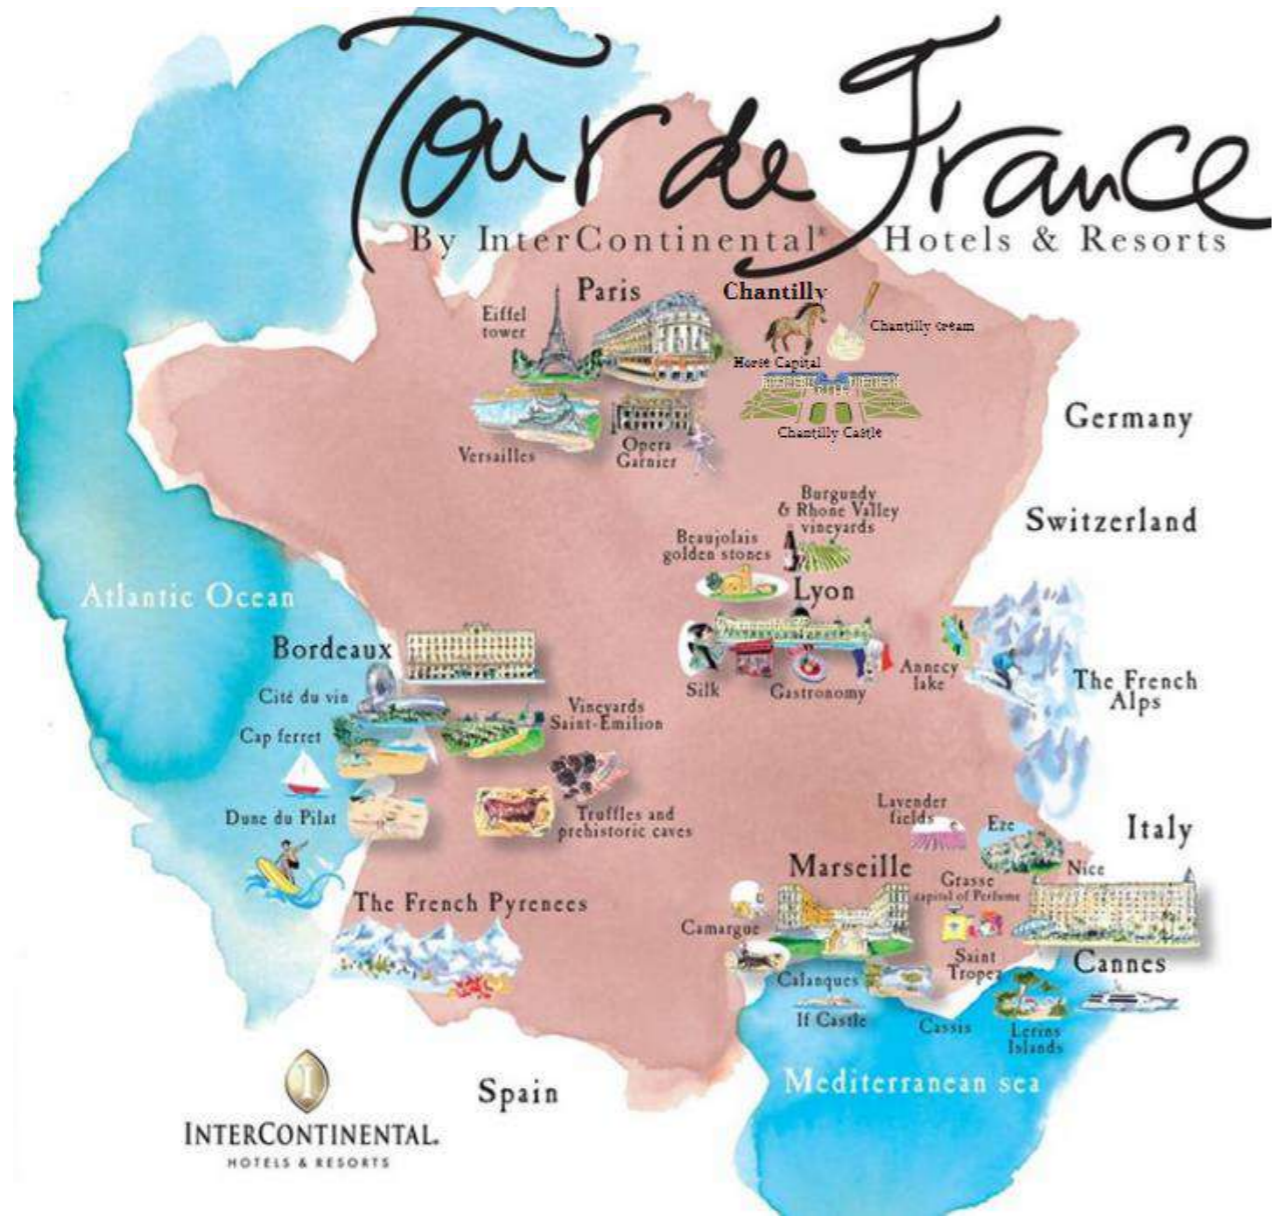 Tour de France
By InterContinental® Hotels & Resorts
Paris
Chantilly
Eiffel
tower
Chantilly cream
Horse Capital
Chantilly Castle
Versailles
Opera
Garnier
Germany
Switzerland
Burgundy
& Rhone Valley
vineyards
Beaujolais
golden stones
Lyon
Atlantic Ocean
Bordeaux
Silk
Gastronomy
Annecy
lake
The French
Alps
Cité du vin
Vineyards
Saint-Emilion
Cap ferret
Dune du Pilat
Truffles and
prehistoric caves
Lavender
fields
Eze
Italy
Marseille
Nice
Grasse
capital of Perfume
The French Pyrenees
Camargue
Saint
Tropez
Cannes
Calanques
If Castle
Cassis
Lerins
Islands
Mediterranean sea
Spain
I
INTERCONTINENTAL.
HOTELS & RESORTS